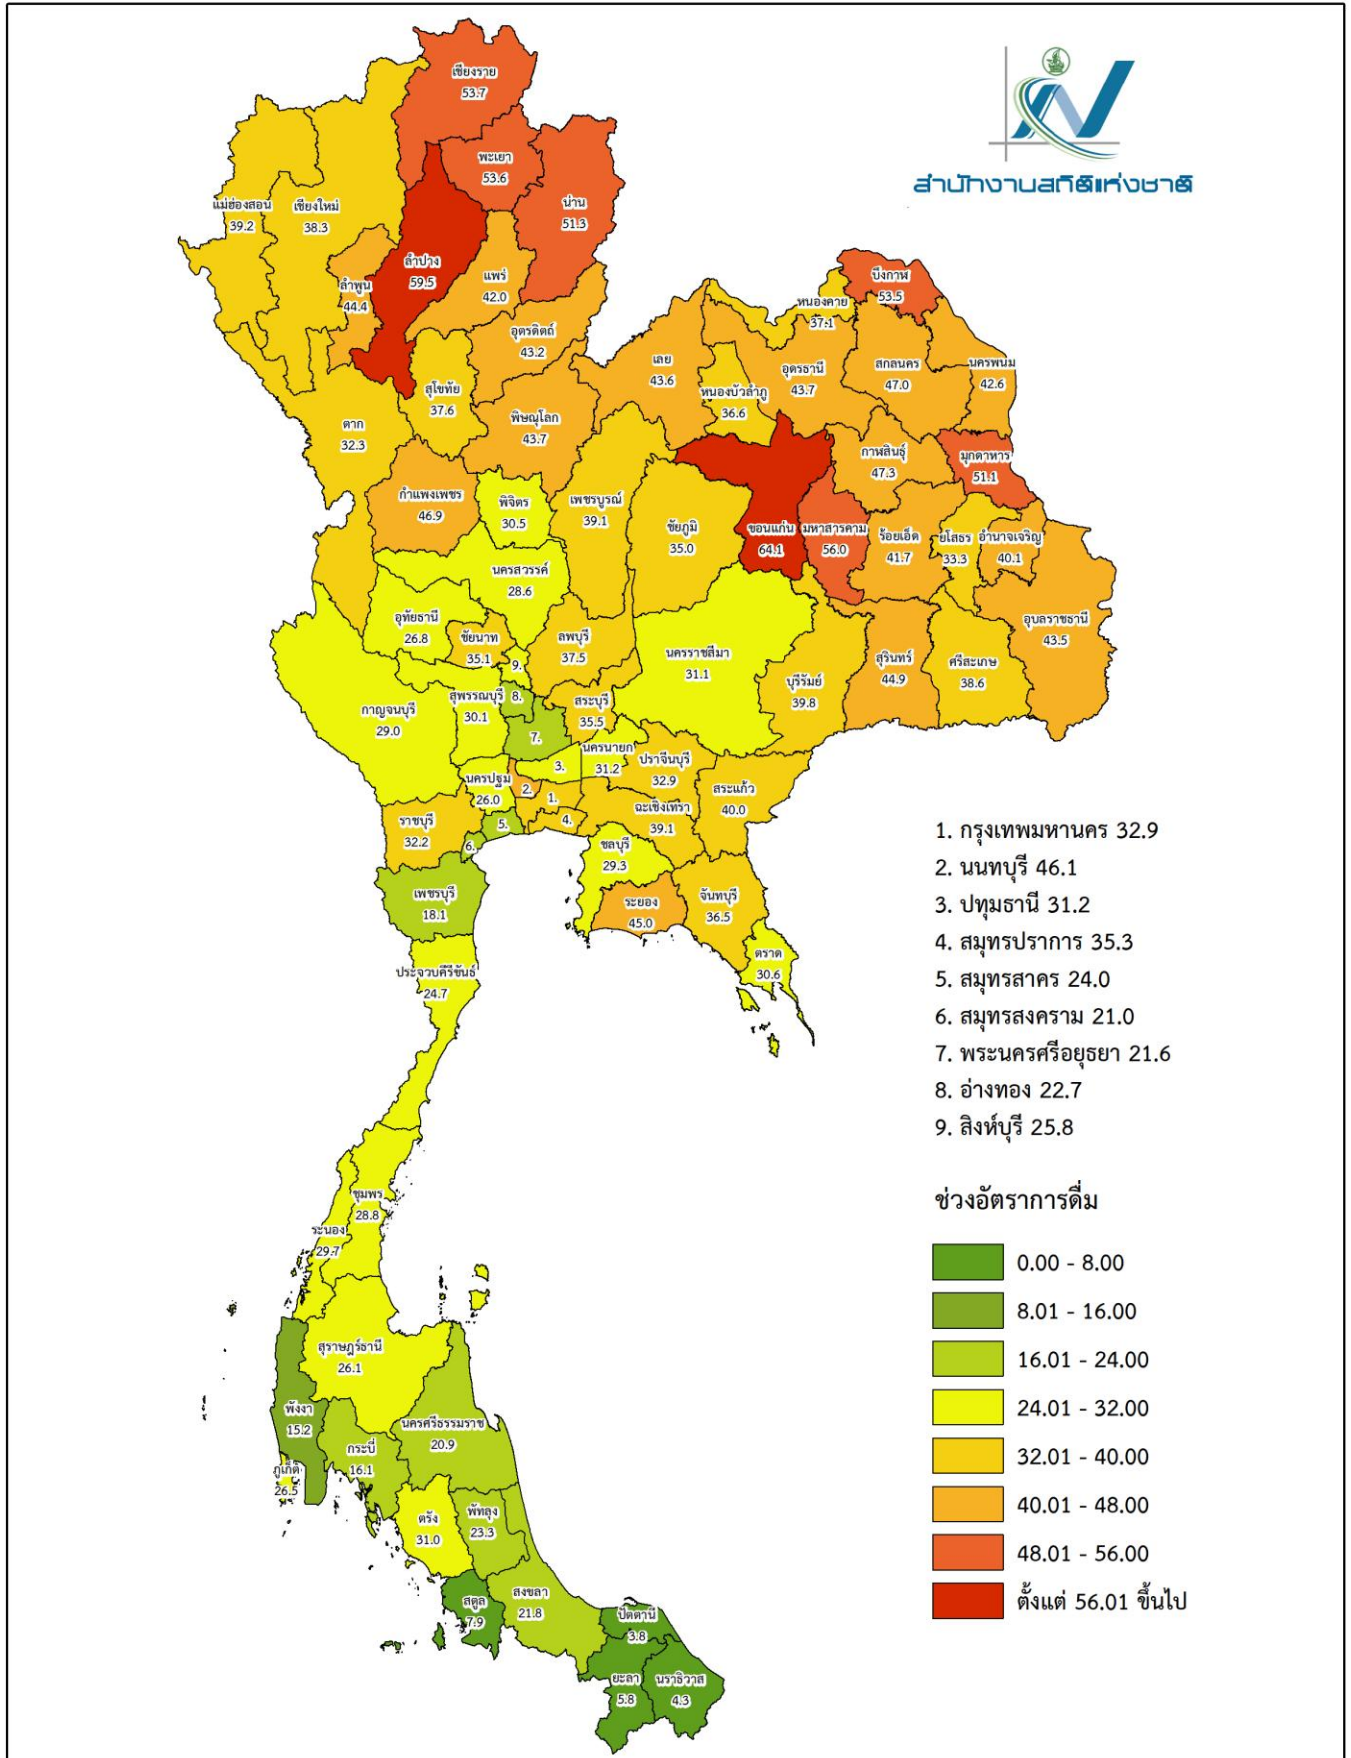 สำนักงานสถิติแห่งชาติ
เชียงราย
53.7
พะเยา
53.6
น่าน
51.3
แม่ฮ่องสอน
39.2
เชียงใหม่
38.3
ลำปาง
59.5
แพร่
42.0
ลำพูน
44.4
อุตรดิตถ์
43.2
สุโขทัย
37.6
ตาก
32.3
พิษณุโลก
43.7
กำแพงเพชร
46.9
พิจิตร
30.5
เพชรบูรณ์
39.1
บึงกาฬ
53.5
หนองคาย
37.1
เลย
43.6
หนองบัวลำภู
36.6
อุดรธานี
43.7
สกลนคร
47.0
นครพนม
42.6
กาฬสินธุ์
47.3
มุกดาหาร
51.1
ชัยภูมิ
35.0
ขอนแก่น
64.1
มหาสารคาม
56.0
ร้อยเอ็ด
41.7
ยโสธร
33.3
อำนาจเจริญ
40.1
อุบลราชธานี
43.5
นครราชสีมา
31.1
บุรีรัมย์
39.8
สุรินทร์
44.9
ศรีสะเกษ
38.6
นครสวรรค์
28.6
อุทัยธานี
26.8
ชัยนาท
35.1
ลพบุรี
37.5
9.
8.
7.
สระบุรี
35.5
กาญจนบุรี
29.0
สุพรรณบุรี
30.1
นครนายก
31.2
ปราจีนบุรี
32.9
สระแก้ว
40.0
3.
นครปฐม
26.0
2.
1.
4.
5.
6.
ฉะเชิงเทรา
39.1
ราชบุรี
32.2
ชลบุรี
29.3
ระยอง
45.0
จันทบุรี
36.5
ตราด
30.6
เพชรบุรี
18.1
ประจวบคีรีขันธ์
24.7
ชุมพร
28.8
ระนอง
29.7
สุราษฎร์ธานี
26.1
พังงา
15.2
ภูเก็ต
26.5
กระบี่
16.1
นครศรีธรรมราช
20.9
ตรัง
31.0
พัทลุง
23.3
สตูล
7.9
สงขลา
21.8
ปัตตานี
3.8
ยะลา
5.8
นราธิวาส
4.3
1. กรุงเทพมหานคร 32.9
2. นนทบุรี 46.1
3. ปทุมธานี 31.2
4. สมุทรปราการ 35.3
5. สมุทรสาคร 24.0
6. สมุทรสงคราม 21.0
7. พระนครศรีอยุธยา 21.6
8. อ่างทอง 22.7
9. สิงห์บุรี 25.8
ช่วงอัตราการดื่ม
0.00 - 8.00
8.01 - 16.00
16.01 - 24.00
24.01 - 32.00
32.01 - 40.00
40.01 - 48.00
48.01 - 56.00
ตั้งแต่ 56.01 ขึ้นไป